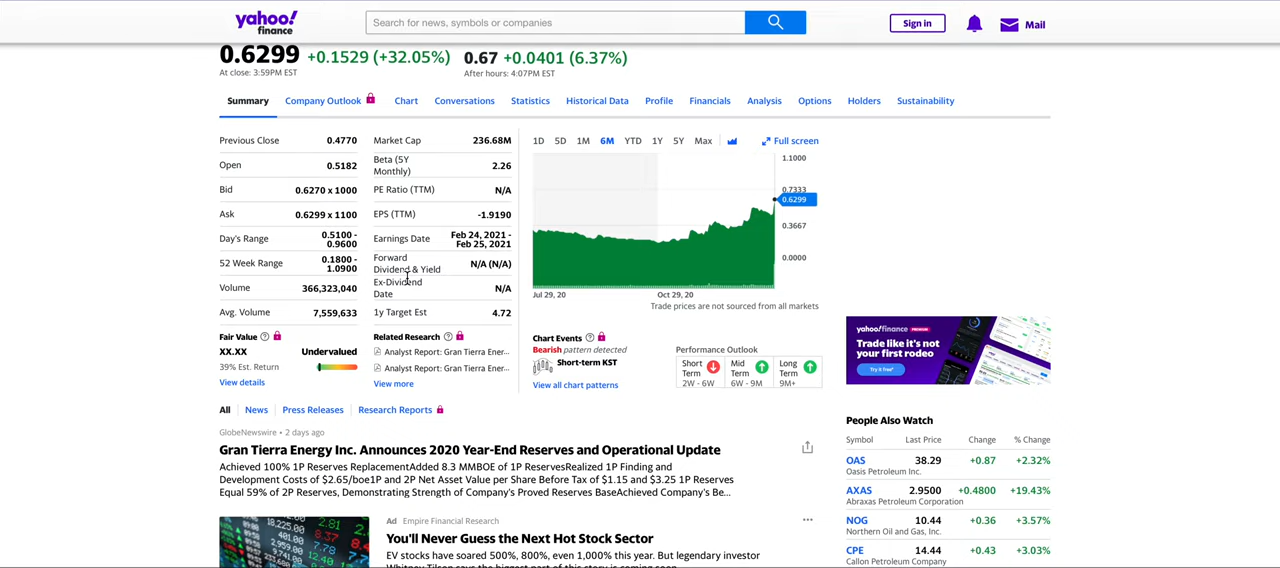 yahoo!
finance
Search for news, symbols or companies
Sign in
Mail
0.6299 +0.1529 (+32.05%) 0.67 +0.0401 (6.37%)
At close: 3:59PM EST After hours: 4:07PM EST
Summary Company Outlook Chart Conversations Statistics Historical Data Profile Financials Analysis Options Holders Sustainability
Previous Close 0.4770
Open 0.5182
Bid 0.6270 x 1000
Ask 0.6299 x 1100
Day's Range 0.5100 -
0.9600
52 Week Range 0.1800 -
1.0900
Volume 366,323,040
Avg. Volume 7,559,633
Market Cap 236.68M
Beta (5Y
Monthly) 2.26
PE Ratio (TTM) N/A
EPS (TTM) -1.9190
Earnings Date Feb 24, 2021 -
Feb 25, 2021
Forward
Dividend & Yield N/A (N/A)
Ex-Dividend
Date N/A
1y Target Est 4.72
1D 5D 1M 6M YTD 1Y 5Y Max Full screen
1.1000
0.7333
0.6299
0.3667
0.0000
Jul 29, 20 Oct 29, 20
Trade prices are not sourced from all markets
Fair Value
XX.XX Undervalued
39% Est. Return
View details
Related Research
Analyst Report: Gran Tierra Ener...
Analyst Report: Gran Tierra Ener...
View more
Chart Events
Bearish pattern detected
Short-term KST
View all chart patterns
Performance Outlook
Short
Term
2W - 6W
Mid
Term
6W - 9M
Long
Term
9M+
yahoo!finance PREMIUM
Trade like it's
not your
first rodeo
Try it free*
All News Press Releases Research Reports
GlobeNewswire • 2 days ago
Gran Tierra Energy Inc. Announces 2020 Year-End Reserves and Operational Update
Achieved 100% 1P Reserves ReplacementAdded 8.3 MMBOE of 1P ReservesRealized 1P Finding and
Development Costs of $2.65/boe1P and 2P Net Asset Value per Share Before Tax of $1.15 and $3.25 1P Reserves
Equal 59% of 2P Reserves, Demonstrating Strength of Company's Proved Reserves BaseAchieved Company's Be...
Ad Empire Financial Research
You'll Never Guess the Next Hot Stock Sector
EV stocks have soared 500%, 800%, even 1,000% this year. But legendary investor
Whitney Tilson says the biggest part of this story is coming soon
People Also Watch
Symbol Last Price Change % Change
OAS 38.29 +0.87 +2.32%
Oasis Petroleum Inc.
AXAS 2.9500 +0.4800 +19.43%
Abraxas Petroleum Corporation
NOG 10.44 +0.36 +3.57%
Northern Oil and Gas, Inc.
CPE 14.44 +0.43 +3.03%
Callon Petroleum Company